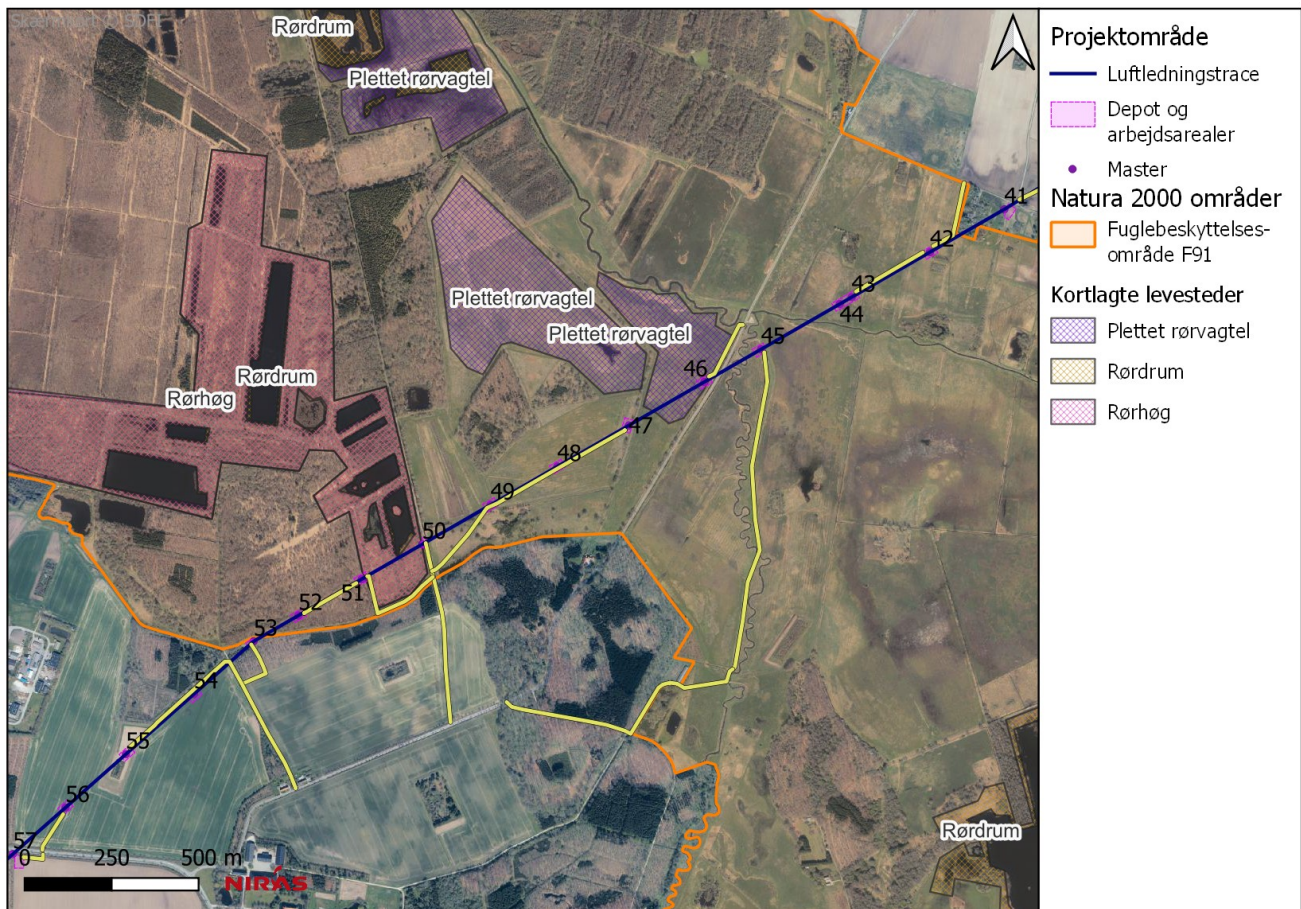 Rørdrum
Plettet rørvagtel
Plettet rørvagtel
Plettet rørvagtel
Rørdrum
Rørhøg
Rørdrum
41
42
43
44
45
46
47
48
49
50
51
52
53
54
55
56
57
0 250 500 m
NIRAS
Projektområde
Luftledningstrace
Depot og
arbejdsarealer
Master
Natura 2000 områder
Fuglebeskyttelses-
område F91
Kortlagte levesteder
Plettet rørvagtel
Rørdrum
Rørhøg